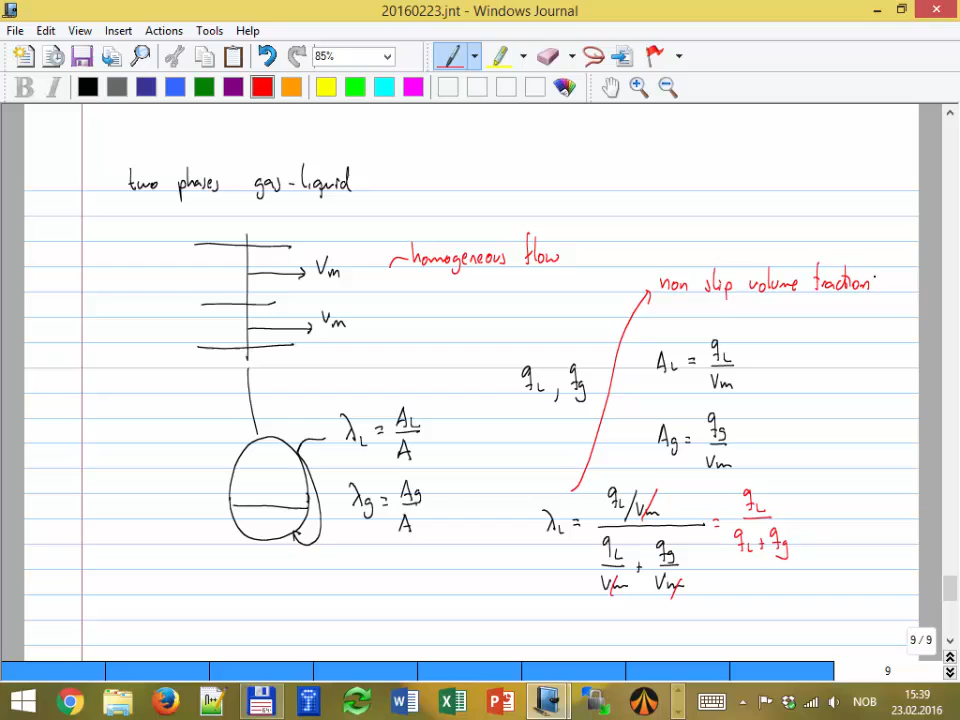 20160223.jnt - Windows Journal
File Edit View Insert Actions Tools Help
85%
B I
two phases gas-liquid
Vm
Vm
~homogeneous flow
non slip volume fraction
qL , qg
AL = qL / Vm
Ag = qg / Vm
λL = AL / A
λg = Ag / A
λL = (qL/Vm) / (qL/Vm + qg/Vm) = qL / (qL + qg)
9 / 9
9
NOB
15:39
23.02.2016